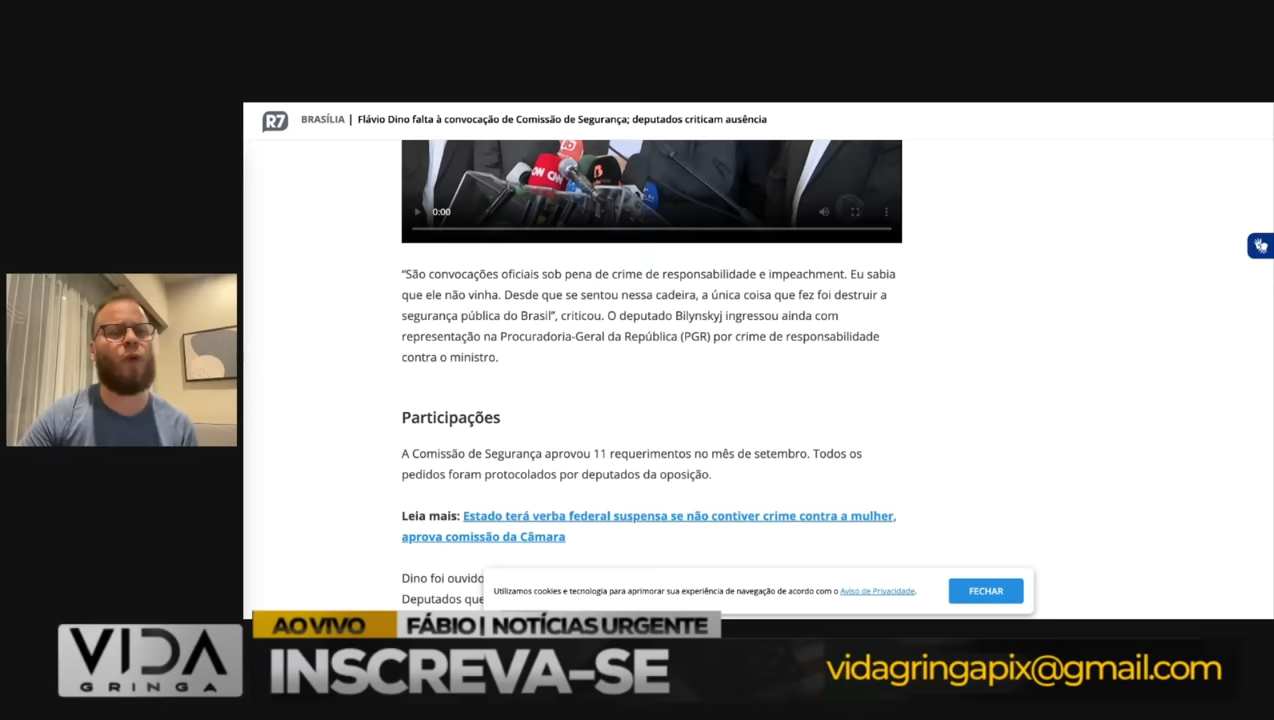 R7 BRASÍLIA | Flávio Dino falta à convocação de Comissão de Segurança; deputados criticam ausência
CNN
0:00
“São convocações oficiais sob pena de crime de responsabilidade e impeachment. Eu sabia
que ele não vinha. Desde que se sentou nessa cadeira, a única coisa que fez foi destruir a
segurança pública do Brasil”, criticou. O deputado Bilynskyj ingressou ainda com
representação na Procuradoria-Geral da República (PGR) por crime de responsabilidade
contra o ministro.
Participações
A Comissão de Segurança aprovou 11 requerimentos no mês de setembro. Todos os
pedidos foram protocolados por deputados da oposição.
Leia mais: Estado terá verba federal suspensa se não contiver crime contra a mulher,
aprova comissão da Câmara
Dino foi ouvido
Deputados que
Utilizamos cookies e tecnologia para aprimorar sua experiência de navegação de acordo com o Aviso de Privacidade.
FECHAR
AO VIVO FÁBIO | NOTÍCIAS URGENTE
VIDA
GRINGA
INSCREVA-SE
vidagringapix@gmail.com